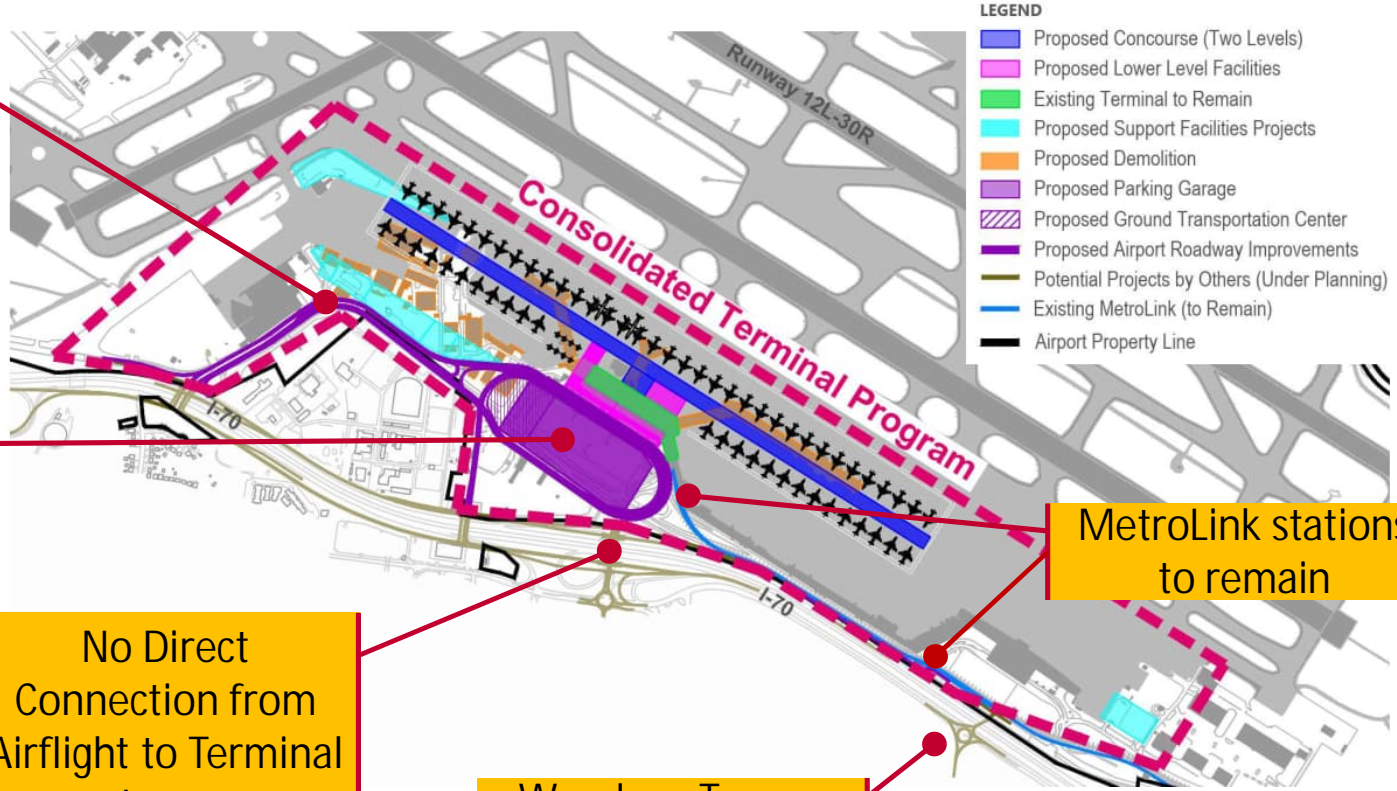 LEGEND
Proposed Concourse (Two Levels)
Proposed Lower Level Facilities
Existing Terminal to Remain
Proposed Support Facilities Projects
Proposed Demolition
Proposed Parking Garage
Proposed Ground Transportation Center
Proposed Airport Roadway Improvements
Potential Projects by Others (Under Planning)
Existing MetroLink (to Remain)
Airport Property Line
Runway 12L-30R
Consolidated Terminal Program
I-70
MetroLink stations
to remain
I-70
No Direct
Connection from
Airflight to Terminal